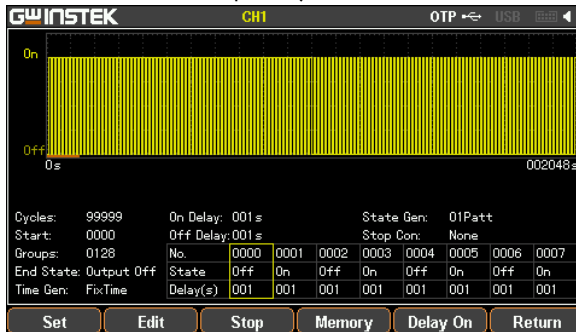 GWINSTEK CH1 OTP USB
On
Off
0s 002048s
Cycles: 99999 On Delay: 001 s State Gen: 01Patt
Start: 0000 Off Delay: 001 s Stop Con: None
Groups: 0128 No. 0000 0001 0002 0003 0004 0005 0006 0007
End State: Output Off State Off On Off On Off On Off On
Time Gen: FixTime Delay(s) 001 001 001 001 001 001 001 001
Set Edit Stop Memory Delay On Return